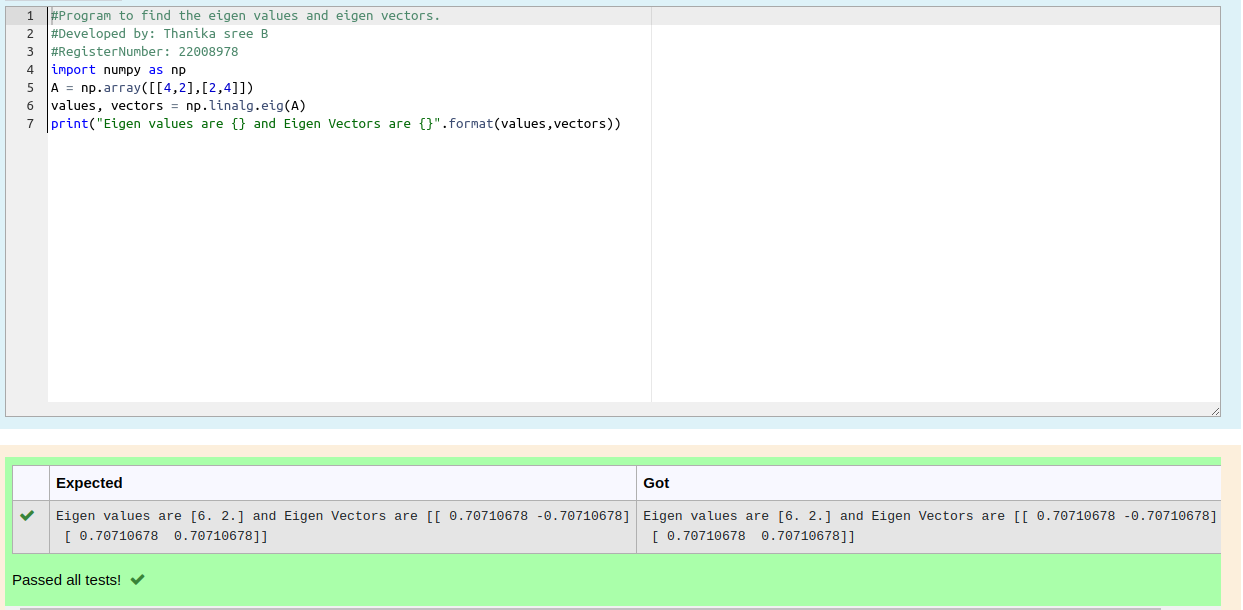 1 #Program to find the eigen values and eigen vectors.
2 #Developed by: Thanika sree B
3 #RegisterNumber: 22008978
4 import numpy as np
5 A = np.array([[4,2],[2,4]])
6 values, vectors = np.linalg.eig(A)
7 print("Eigen values are {} and Eigen Vectors are {}".format(values,vectors))
Expected Got
Eigen values are [6. 2.] and Eigen Vectors are [[ 0.70710678 -0.70710678] Eigen values are [6. 2.] and Eigen Vectors are [[ 0.70710678 -0.70710678]
[ 0.70710678  0.70710678]] [ 0.70710678  0.70710678]]
Passed all tests!